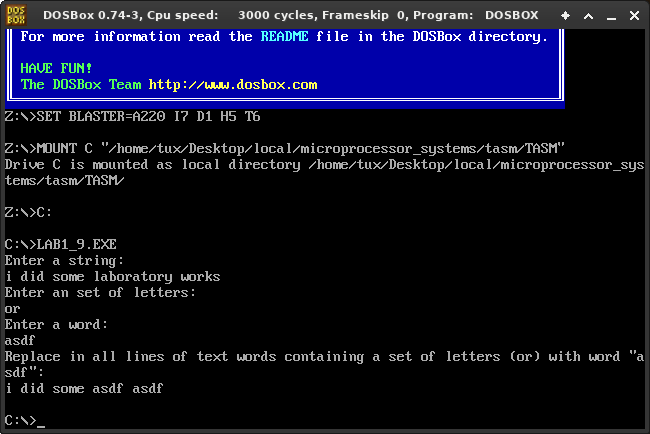 DOSBox 0.74-3, Cpu speed:    3000 cycles, Frameskip  0, Program:   DOSBOX
For more information read the README file in the DOSBox directory.
HAVE FUN!
The DOSBox Team http://www.dosbox.com
Z:\>SET BLASTER=A220 I7 D1 H5 T6
Z:\>MOUNT C "/home/tux/Desktop/local/microprocessor_systems/tasm/TASM"
Drive C is mounted as local directory /home/tux/Desktop/local/microprocessor_sys
tems/tasm/TASM/
Z:\>C:
C:\>LAB1_9.EXE
Enter a string:
i did some laboratory works
Enter an set of letters:
or
Enter a word:
asdf
Replace in all lines of text words containing a set of letters (or) with word "a
sdf":
i did some asdf asdf
C:\>_